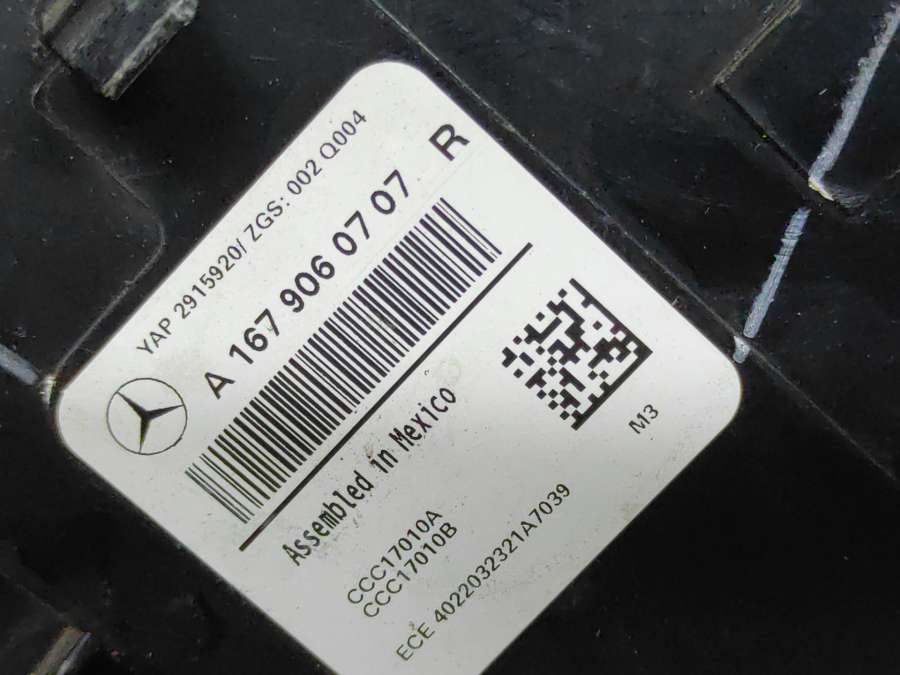 YAP 2915920/ ZGS: 002 Q004
A 167 906 07 07 R
Assembled in Mexico
M3
CCC17010A
CCC17010B
ECE 4022032321A7039